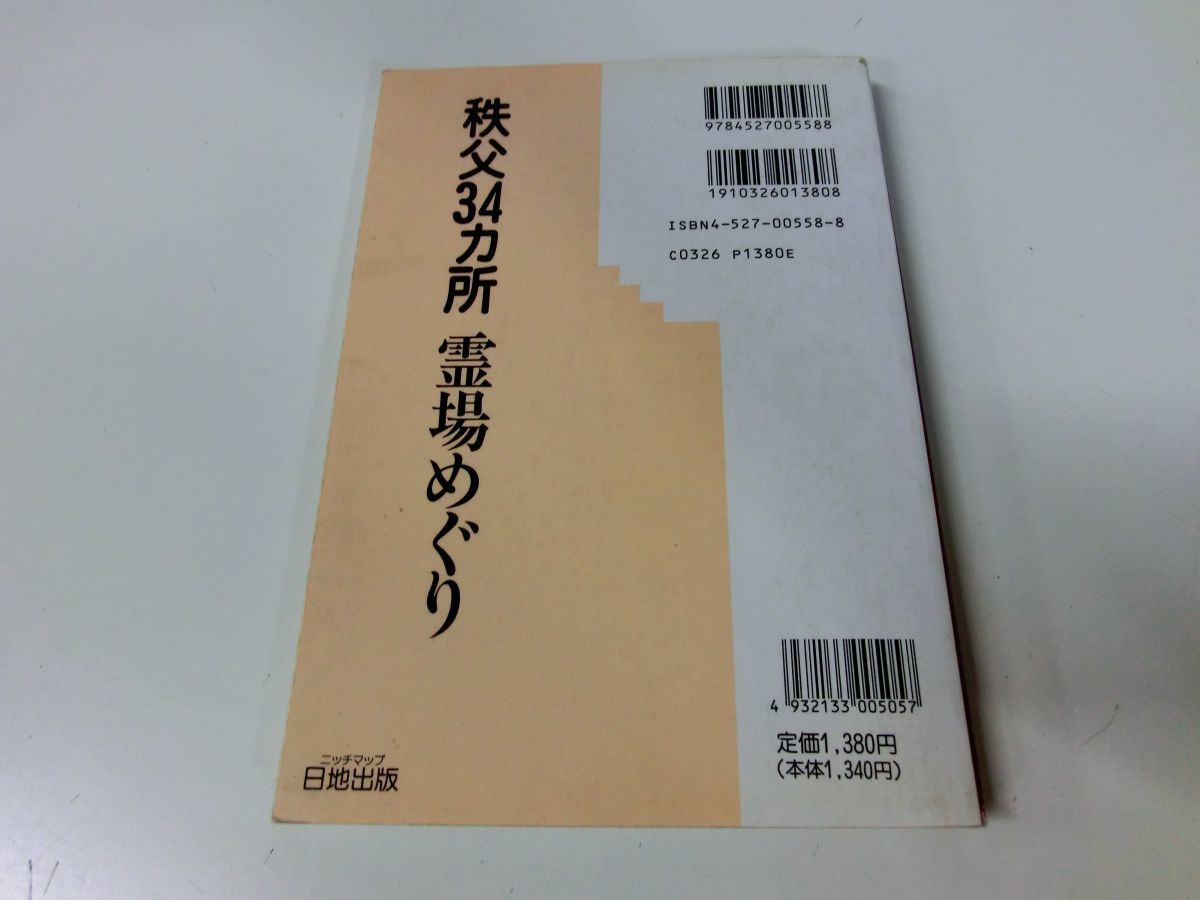 秩父34カ所 霊場めぐり
9784527005588
1910326013808
ISBN4-527-00558-8
C0326 P1380E
4 932133 005057
定価1,380円
(本体1,340円)
ニッチマップ
日地出版